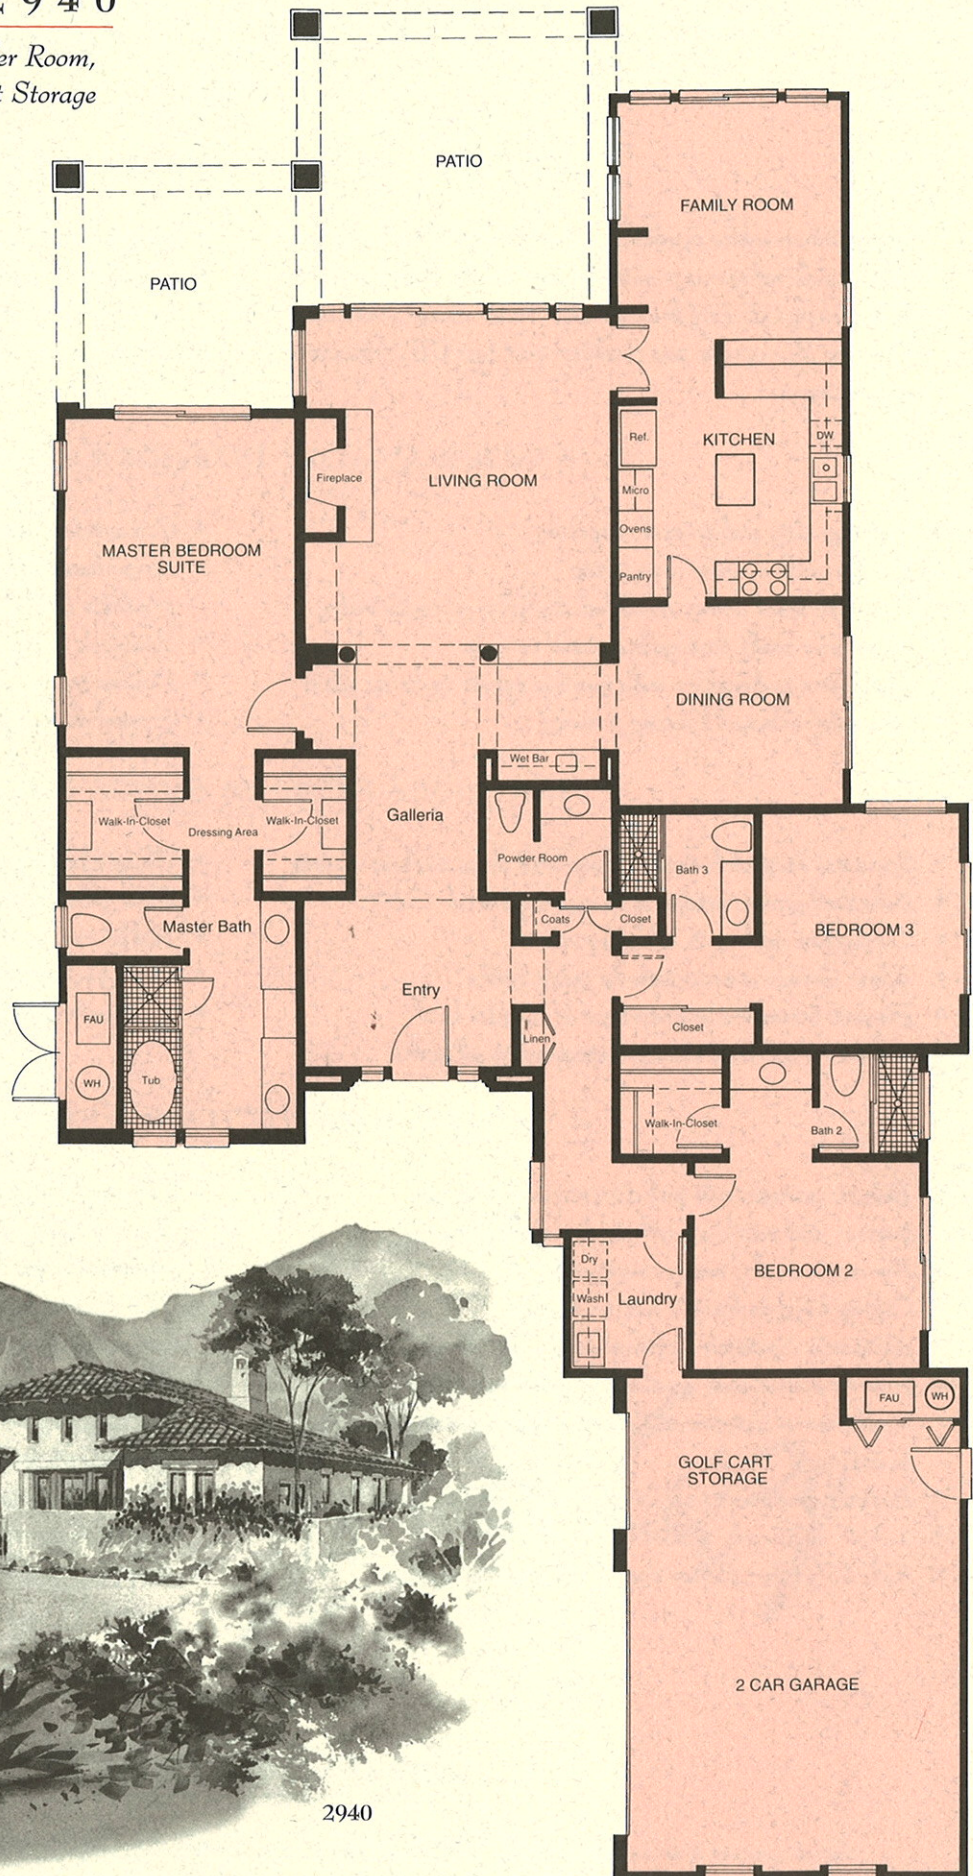 2940
er Room,
t Storage
PATIO
FAMILY ROOM
PATIO
Ref.
KITCHEN
DW
Fireplace
LIVING ROOM
Micro
Ovens
MASTER BEDROOM
SUITE
Pantry
DINING ROOM
Wet Bar
Walk-In-Closet
Dressing Area
Walk-In-Closet
Galleria
Powder Room
Bath 3
Master Bath
Coats
Closet
BEDROOM 3
FAU
Entry
Closet
Linen
WH
Tub
Walk-In-Closet
Bath 2
Dry
Wash
Laundry
BEDROOM 2
FAU
WH
GOLF CART
STORAGE
2 CAR GARAGE
2940